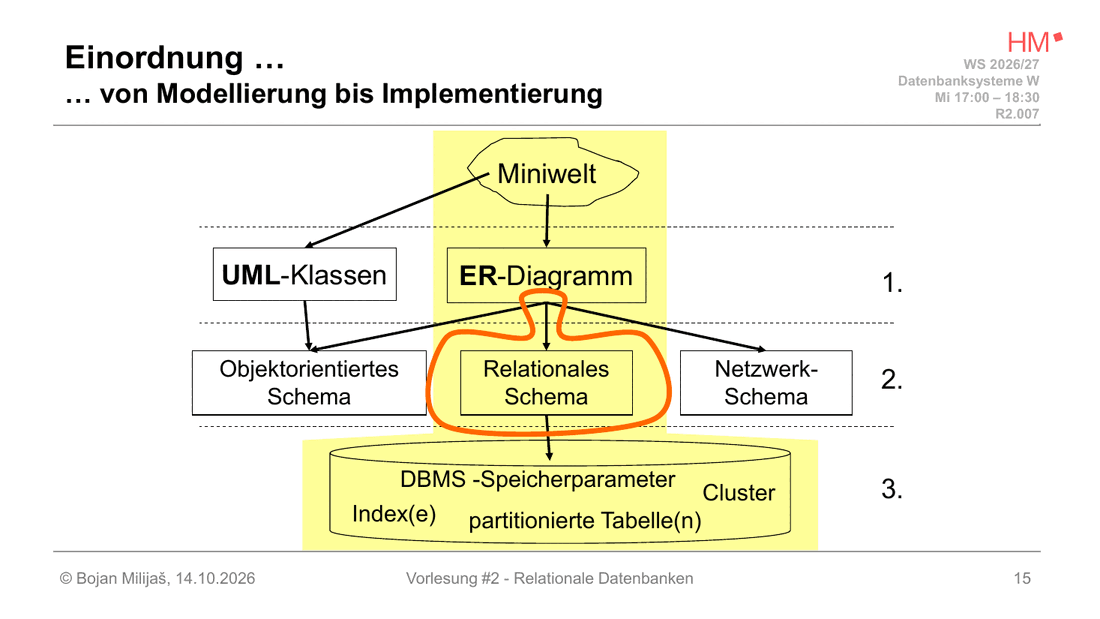 Einordnung …
… von Modellierung bis Implementierung
HM
WS 2026/27
Datenbanksysteme W
Mi 17:00 – 18:30
R2.007
Miniwelt
UML-Klassen
ER-Diagramm
1.
Objektorientiertes
Schema
Relationales
Schema
Netzwerk-
Schema
2.
DBMS -Speicherparameter
Cluster
Index(e)
partitionierte Tabelle(n)
3.
© Bojan Milijaš, 14.10.2026
Vorlesung #2 - Relationale Datenbanken
15